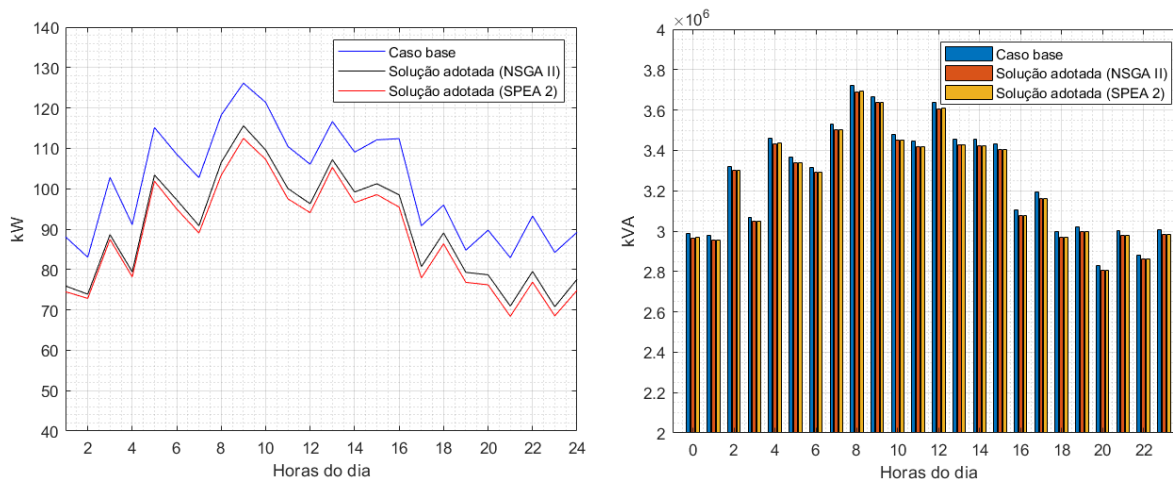 140
130
120
110
100
90
80
70
60
50
40
kW
2 4 6 8 10 12 14 16 18 20 22 24
Horas do dia
Caso base
Solução adotada (NSGA II)
Solução adotada (SPEA 2)
×10⁶
4
3.8
3.6
3.4
3.2
3
2.8
2.6
2.4
2.2
2
kVA
0 2 4 6 8 10 12 14 16 18 20 22
Horas do dia
Caso base
Solução adotada (NSGA II)
Solução adotada (SPEA 2)